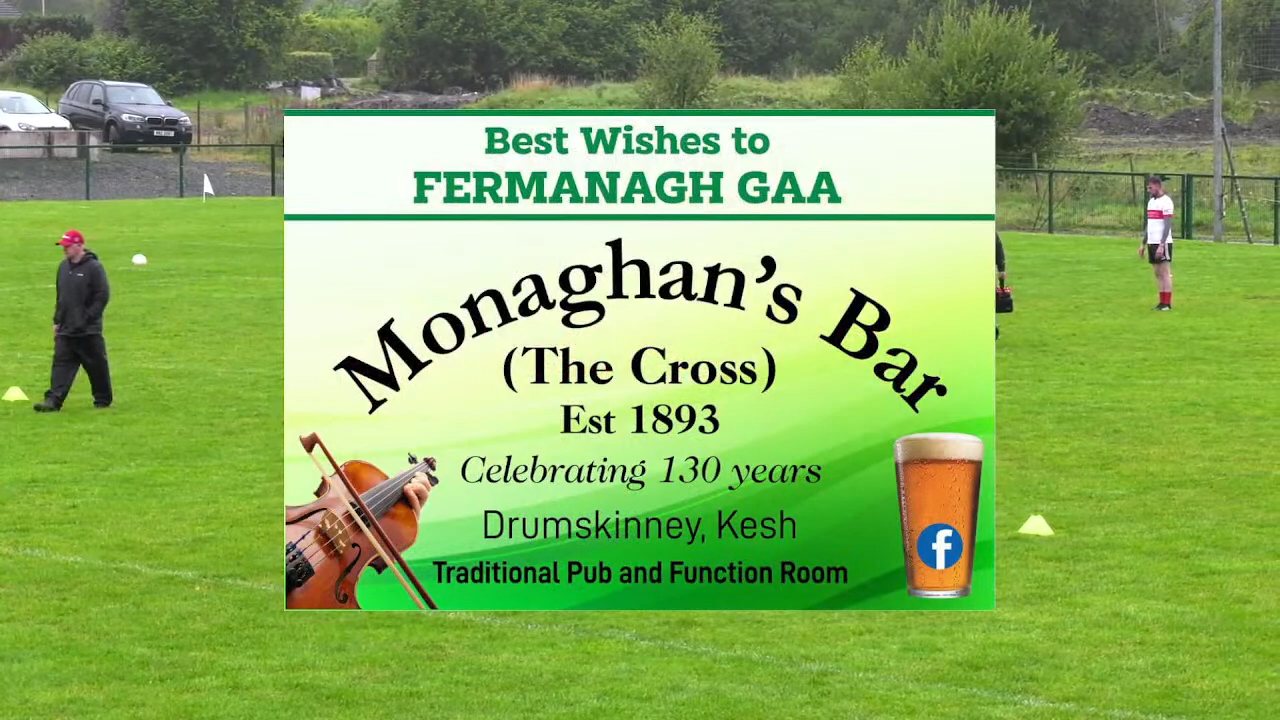 Best Wishes to
FERMANAGH GAA
Monaghan's Bar
(The Cross)
Est 1893
Celebrating 130 years
Drumskinney, Kesh
Traditional Pub and Function Room
f